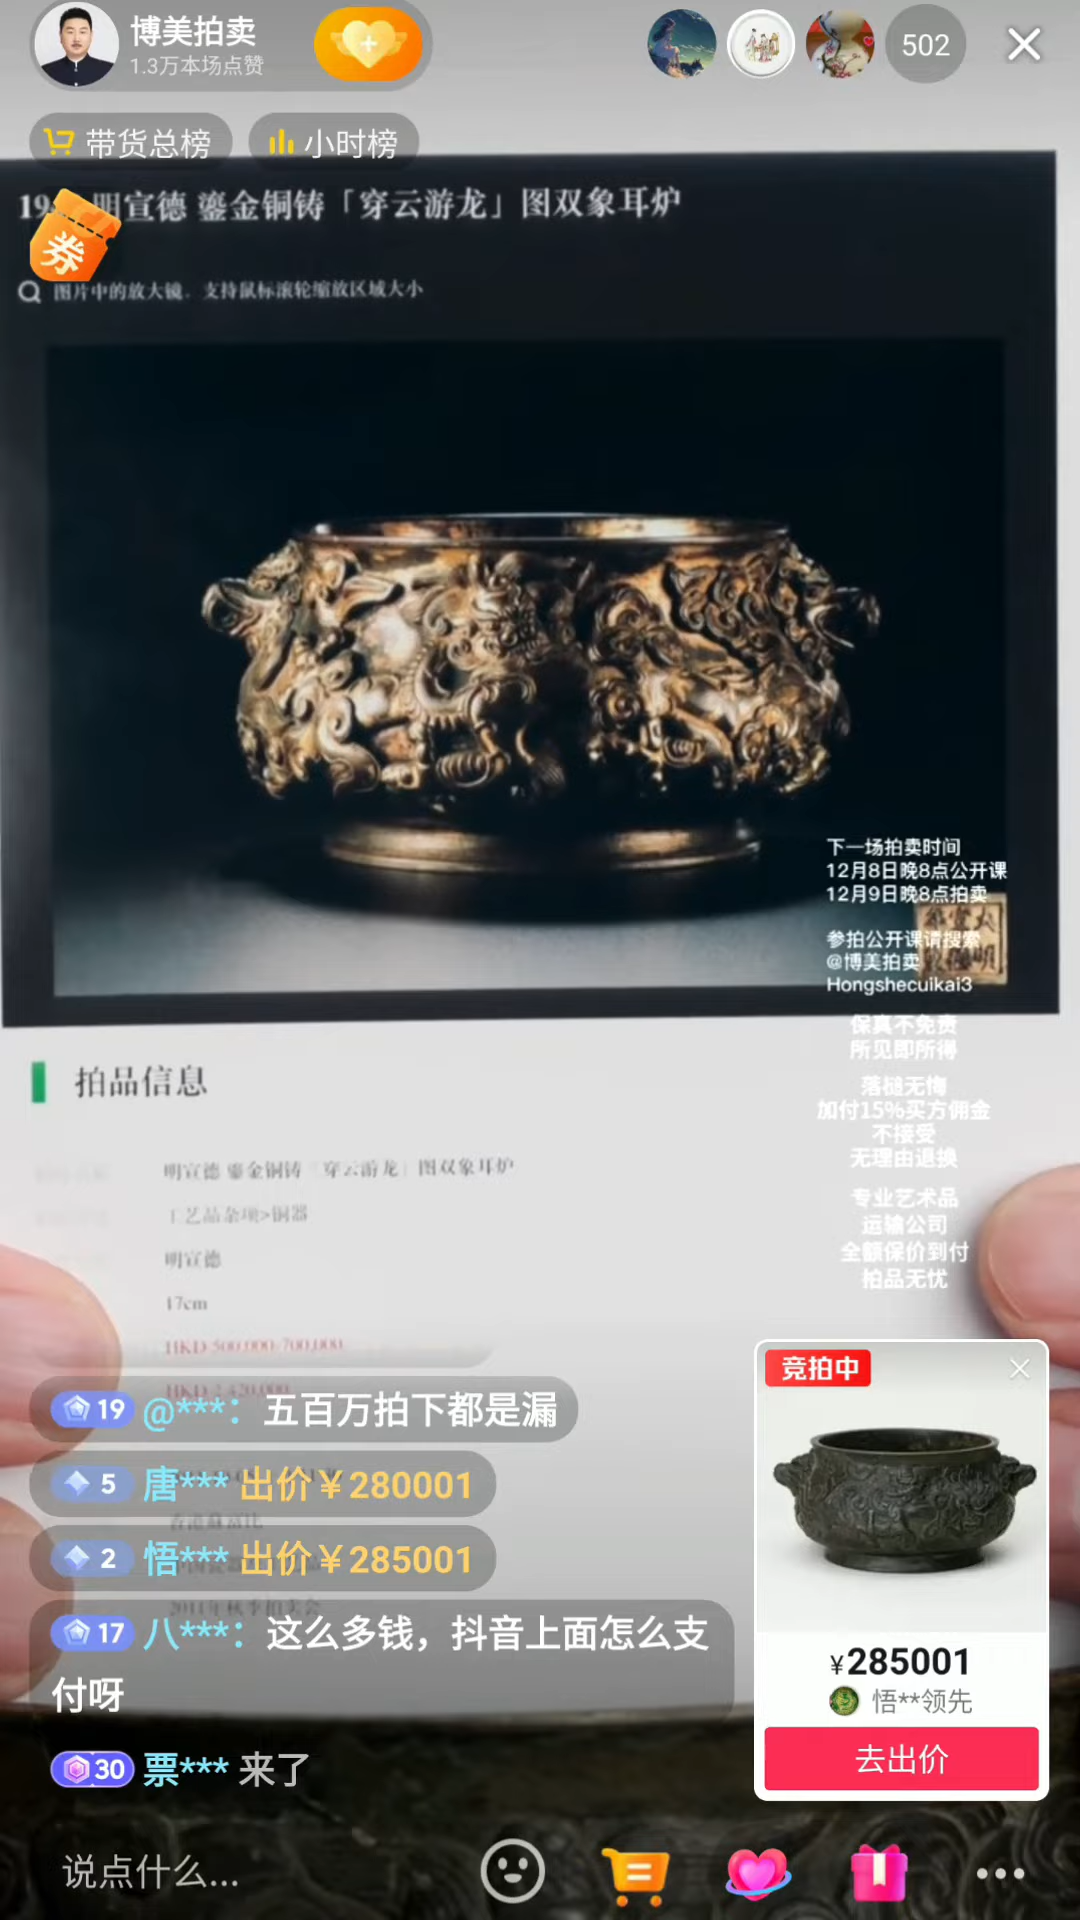 博美拍卖
1.3万本场点赞
502
带货总榜
小时榜
明宣德 鎏金铜铸「穿云游龙」图双象耳炉
券
图片中的放大镜，支持鼠标滚轮缩放区域大小
下一场拍卖时间
12月8日晚8点公开课
12月9日晚8点拍卖
参拍公开课请搜索
@博美拍卖
Hongshecuikai3
保真不免责
所见即所得
落槌无悔
加付15%买方佣金
不接受
无理由退换
专业艺术品
运输公司
全额保价到付
拍品无忧
拍品信息
明宣德 鎏金铜铸「穿云游龙」图双象耳炉
工艺品杂项>铜器
明宣德
17cm
HKD 500,000-700,000
19 @***：五百万拍下都是漏
5 唐*** 出价￥280001
2 悟*** 出价￥285001
17 八***：这么多钱，抖音上面怎么支
付呀
30 票*** 来了
竞拍中
¥285001
悟**领先
去出价
说点什么...